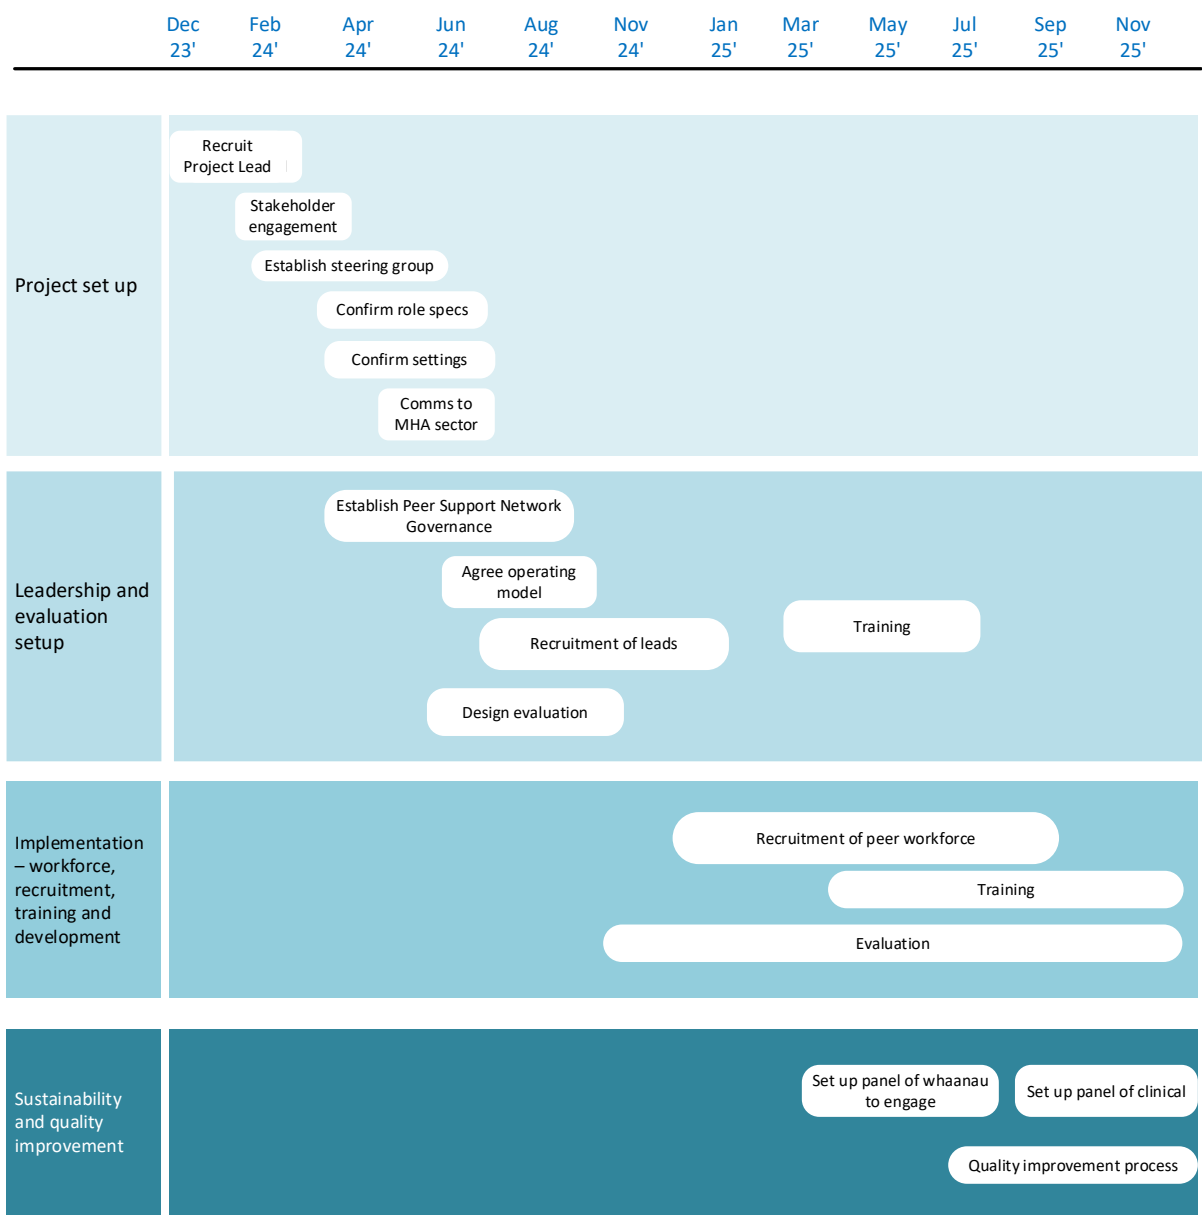 Dec Feb Apr Jun Aug Nov Jan Mar May Jul Sep Nov
23' 24' 24' 24' 24' 24' 25' 25' 25' 25' 25' 25'
Project set up
Recruit
Project Lead
Stakeholder
engagement
Establish steering group
Confirm role specs
Confirm settings
Comms to
MHA sector
Leadership and
evaluation
setup
Establish Peer Support Network
Governance
Agree operating
model
Recruitment of leads
Training
Design evaluation
Implementation
– workforce,
recruitment,
training and
development
Recruitment of peer workforce
Training
Evaluation
Sustainability
and quality
improvement
Set up panel of whaanau
to engage
Set up panel of clinical
Quality improvement process